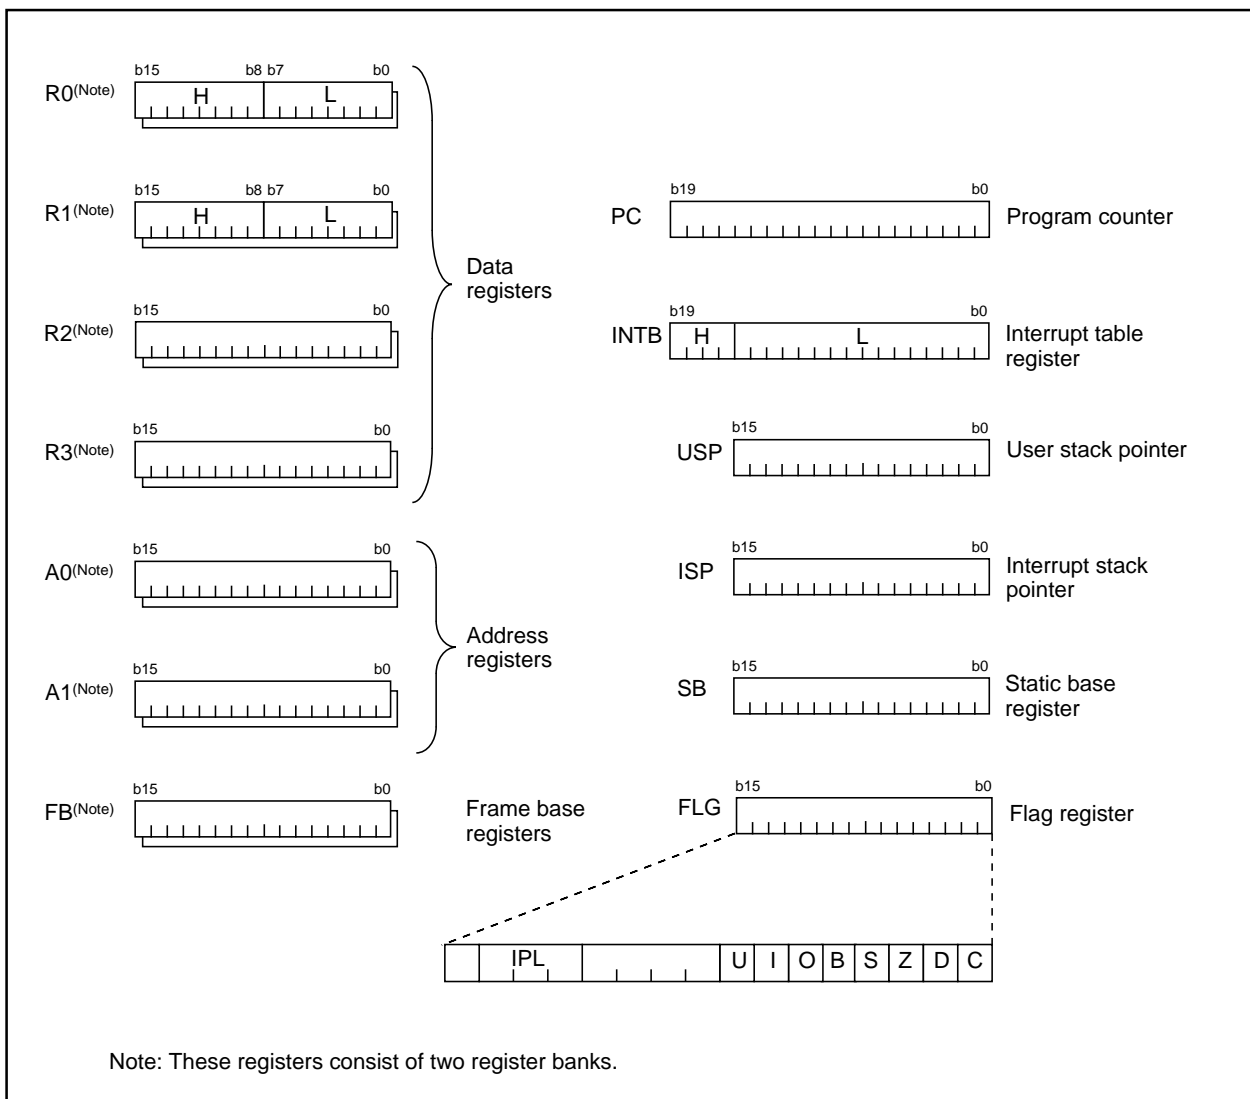 b15 b8 b7 b0
R0(Note) H L
b15 b8 b7 b0
R1(Note) H L
b15 b0
R2(Note)
b15 b0
R3(Note)
Data
registers
b15 b0
A0(Note)
b15 b0
A1(Note)
Address
registers
b15 b0
FB(Note)
Frame base
registers
b19 b0
PC Program counter
b19 b0
INTB H L Interrupt table
register
b15 b0
USP User stack pointer
b15 b0
ISP Interrupt stack
pointer
b15 b0
SB Static base
register
b15 b0
FLG Flag register
IPL U I O B S Z D C
Note: These registers consist of two register banks.